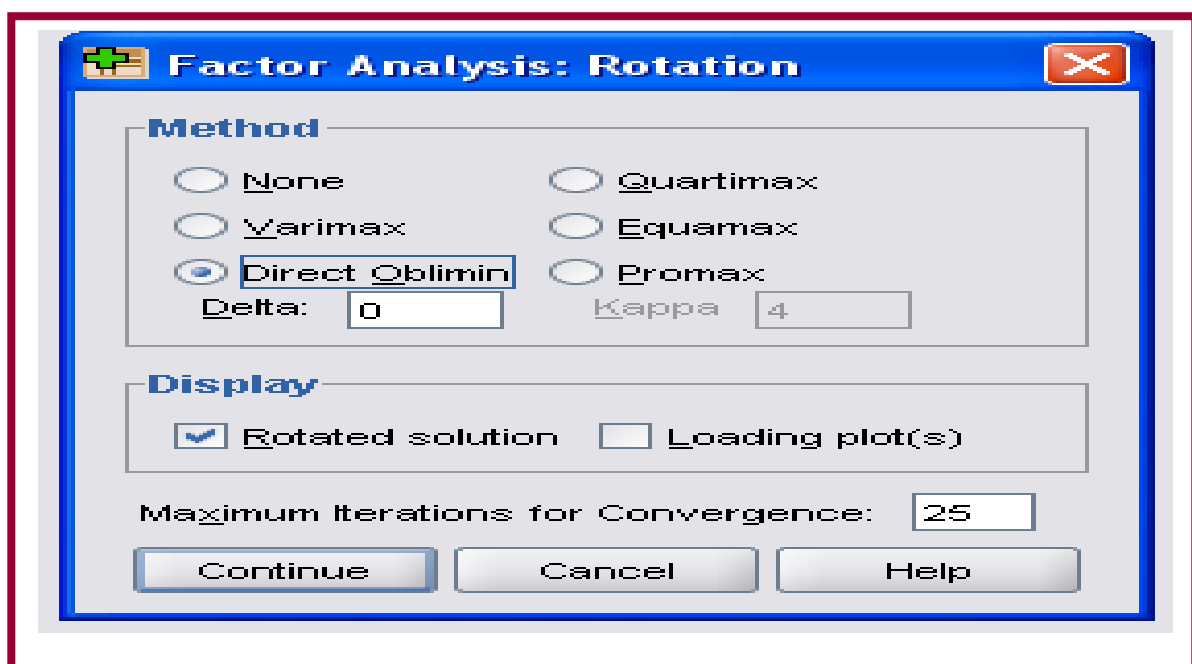 Factor Analysis: Rotation
Method
None Quartimax
Varimax Equamax
Direct Oblimin Promax
Delta: 0 Kappa 4
Display
Rotated solution Loading plot(s)
Maximum Iterations for Convergence: 25
Continue Cancel Help